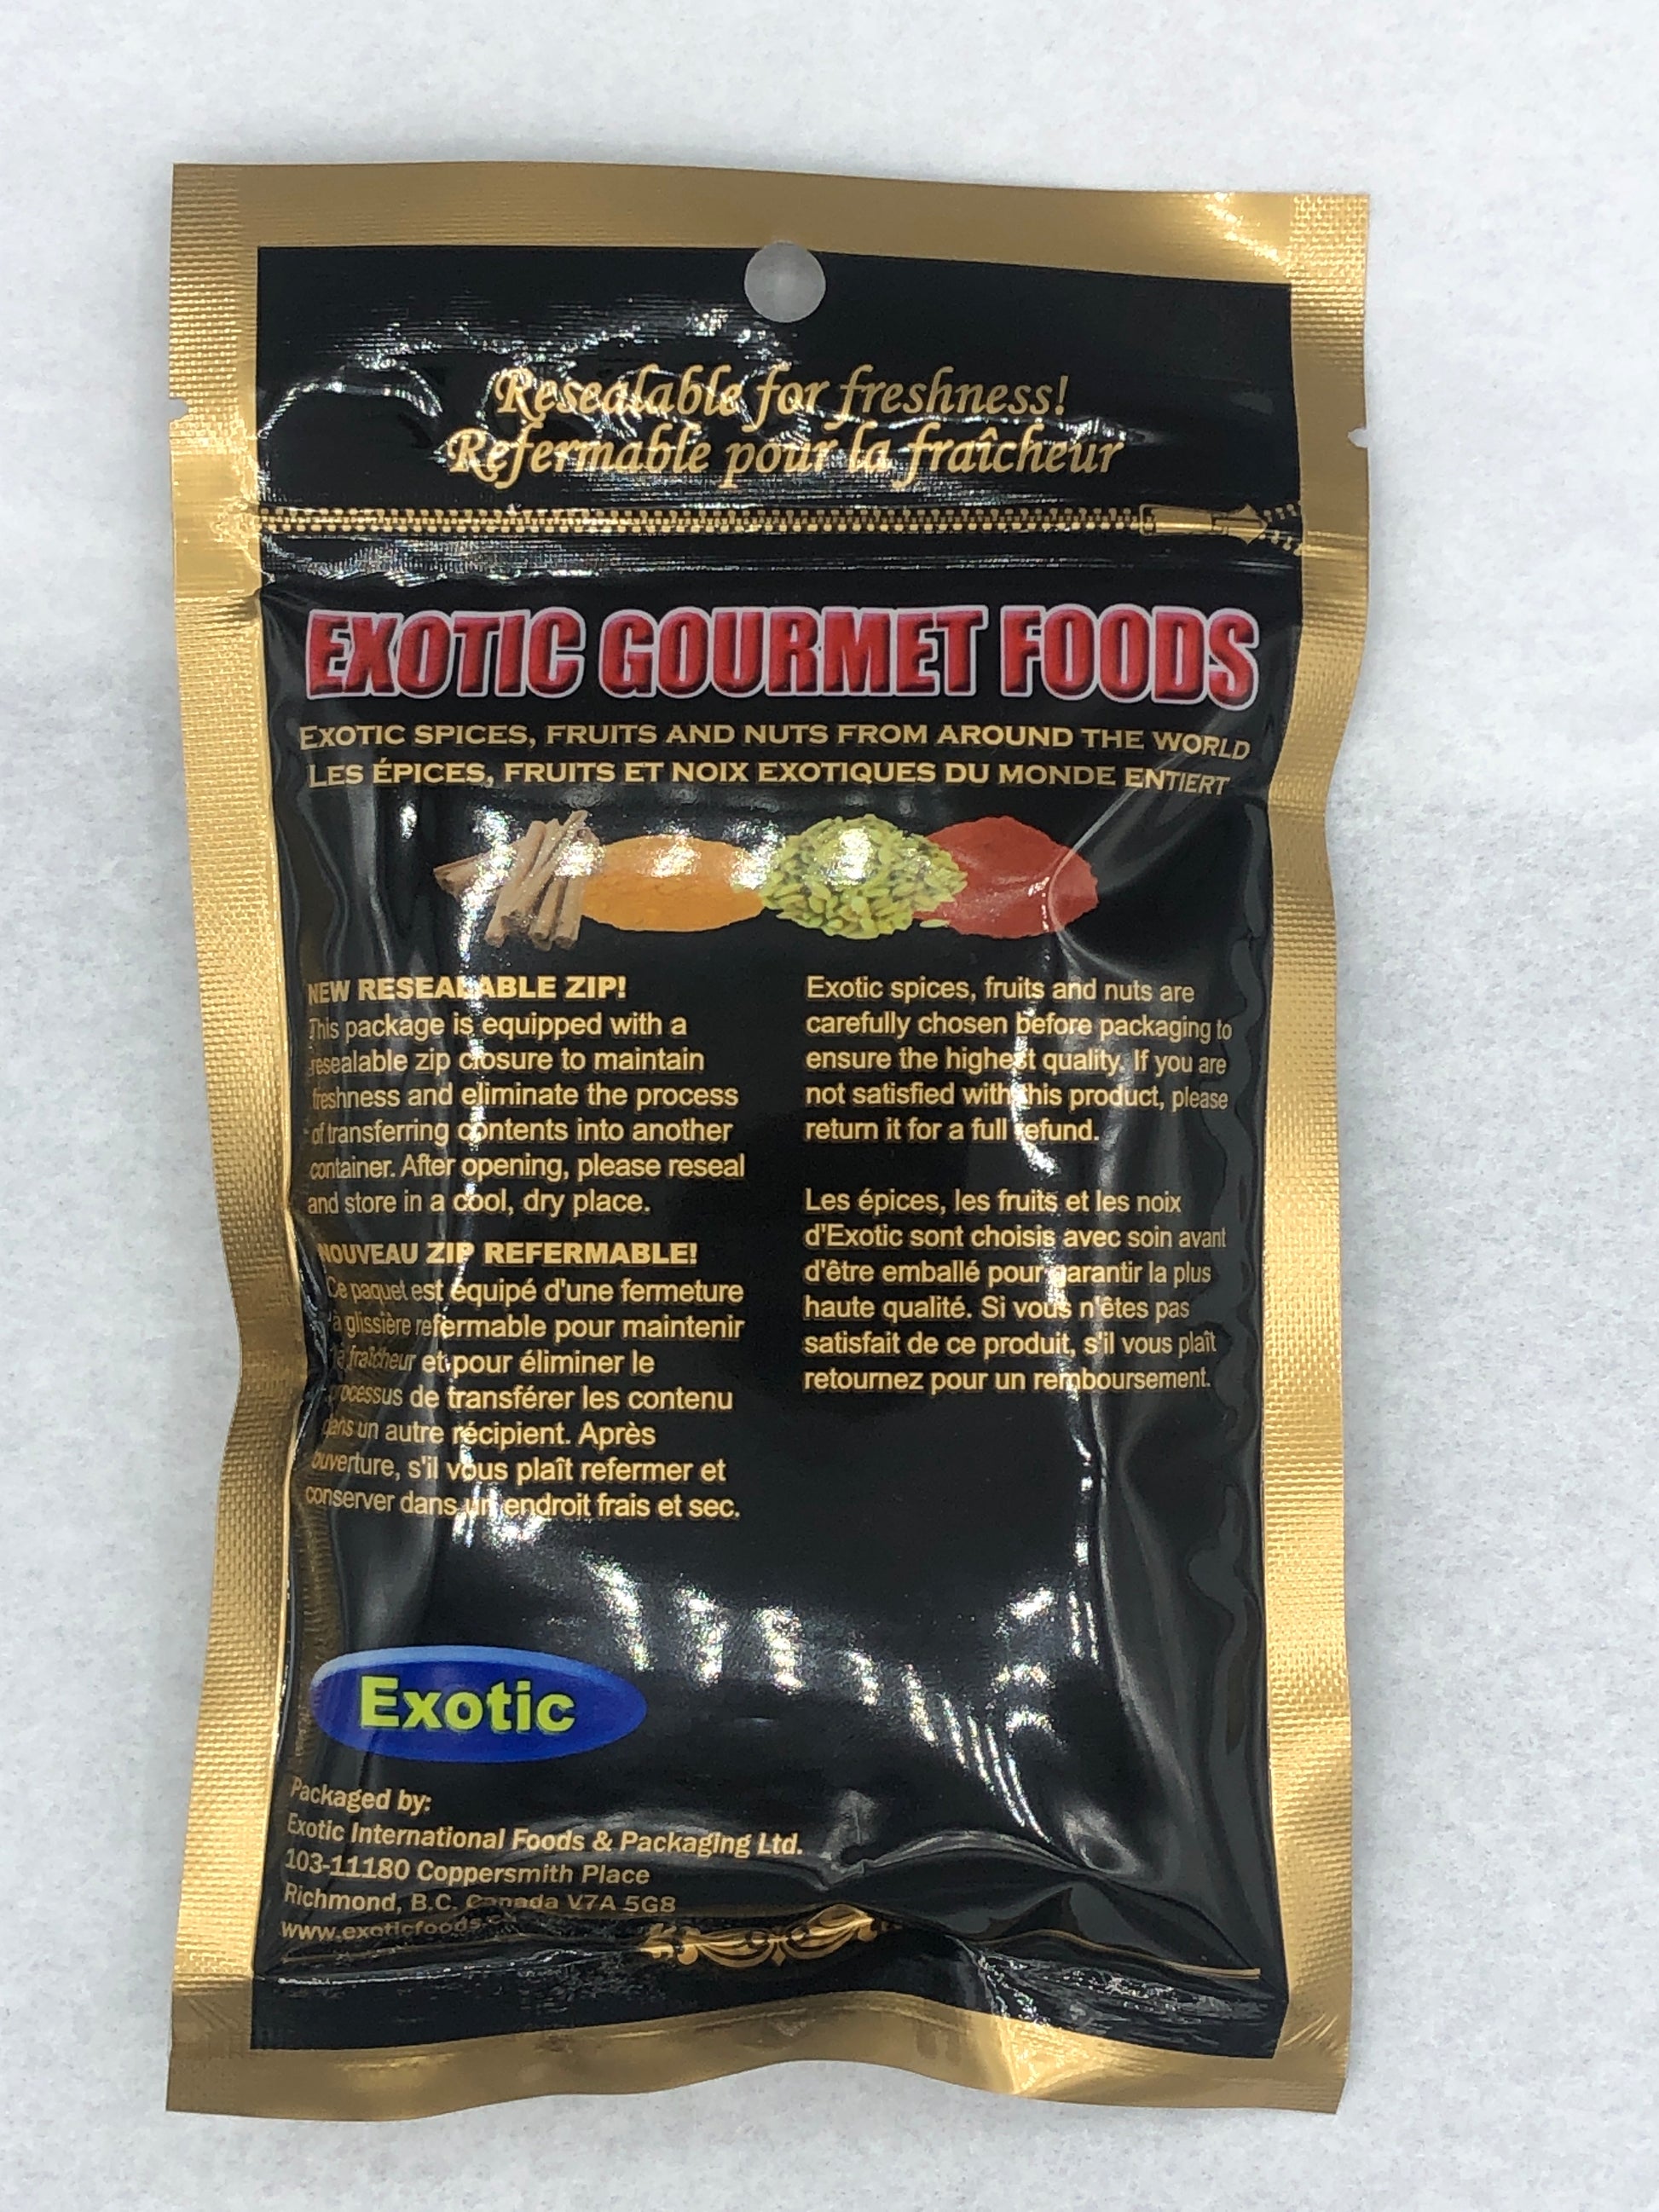 Resealable for freshness!
Refermable pour la fraîcheur
EXOTIC GOURMET FOODS
EXOTIC SPICES, FRUITS AND NUTS FROM AROUND THE WORLD
LES ÉPICES, FRUITS ET NOIX EXOTIQUES DU MONDE ENTIERT
NEW RESEALABLE ZIP!
This package is equipped with a
resealable zip closure to maintain
freshness and eliminate the process
of transferring contents into another
container. After opening, please reseal
and store in a cool, dry place.
NOUVEAU ZIP REFERMABLE!
Ce paquet est équipé d'une fermeture
à glissière refermable pour maintenir
la fraîcheur et pour éliminer le
processus de transférer les contenu
dans un autre récipient. Après
ouverture, s'il vous plaît refermer et
conserver dans un endroit frais et sec.
Exotic spices, fruits and nuts are
carefully chosen before packaging to
ensure the highest quality. If you are
not satisfied with this product, please
return it for a full refund.
Les épices, les fruits et les noix
d'Exotic sont choisis avec soin avant
d'être emballé pour garantir la plus
haute qualité. Si vous n'êtes pas
satisfait de ce produit, s'il vous plaît
retournez pour un remboursement.
Exotic
Packaged by:
Exotic International Foods & Packaging Ltd.
103-11180 Coppersmith Place
Richmond, B.C. Canada V7A 5G8